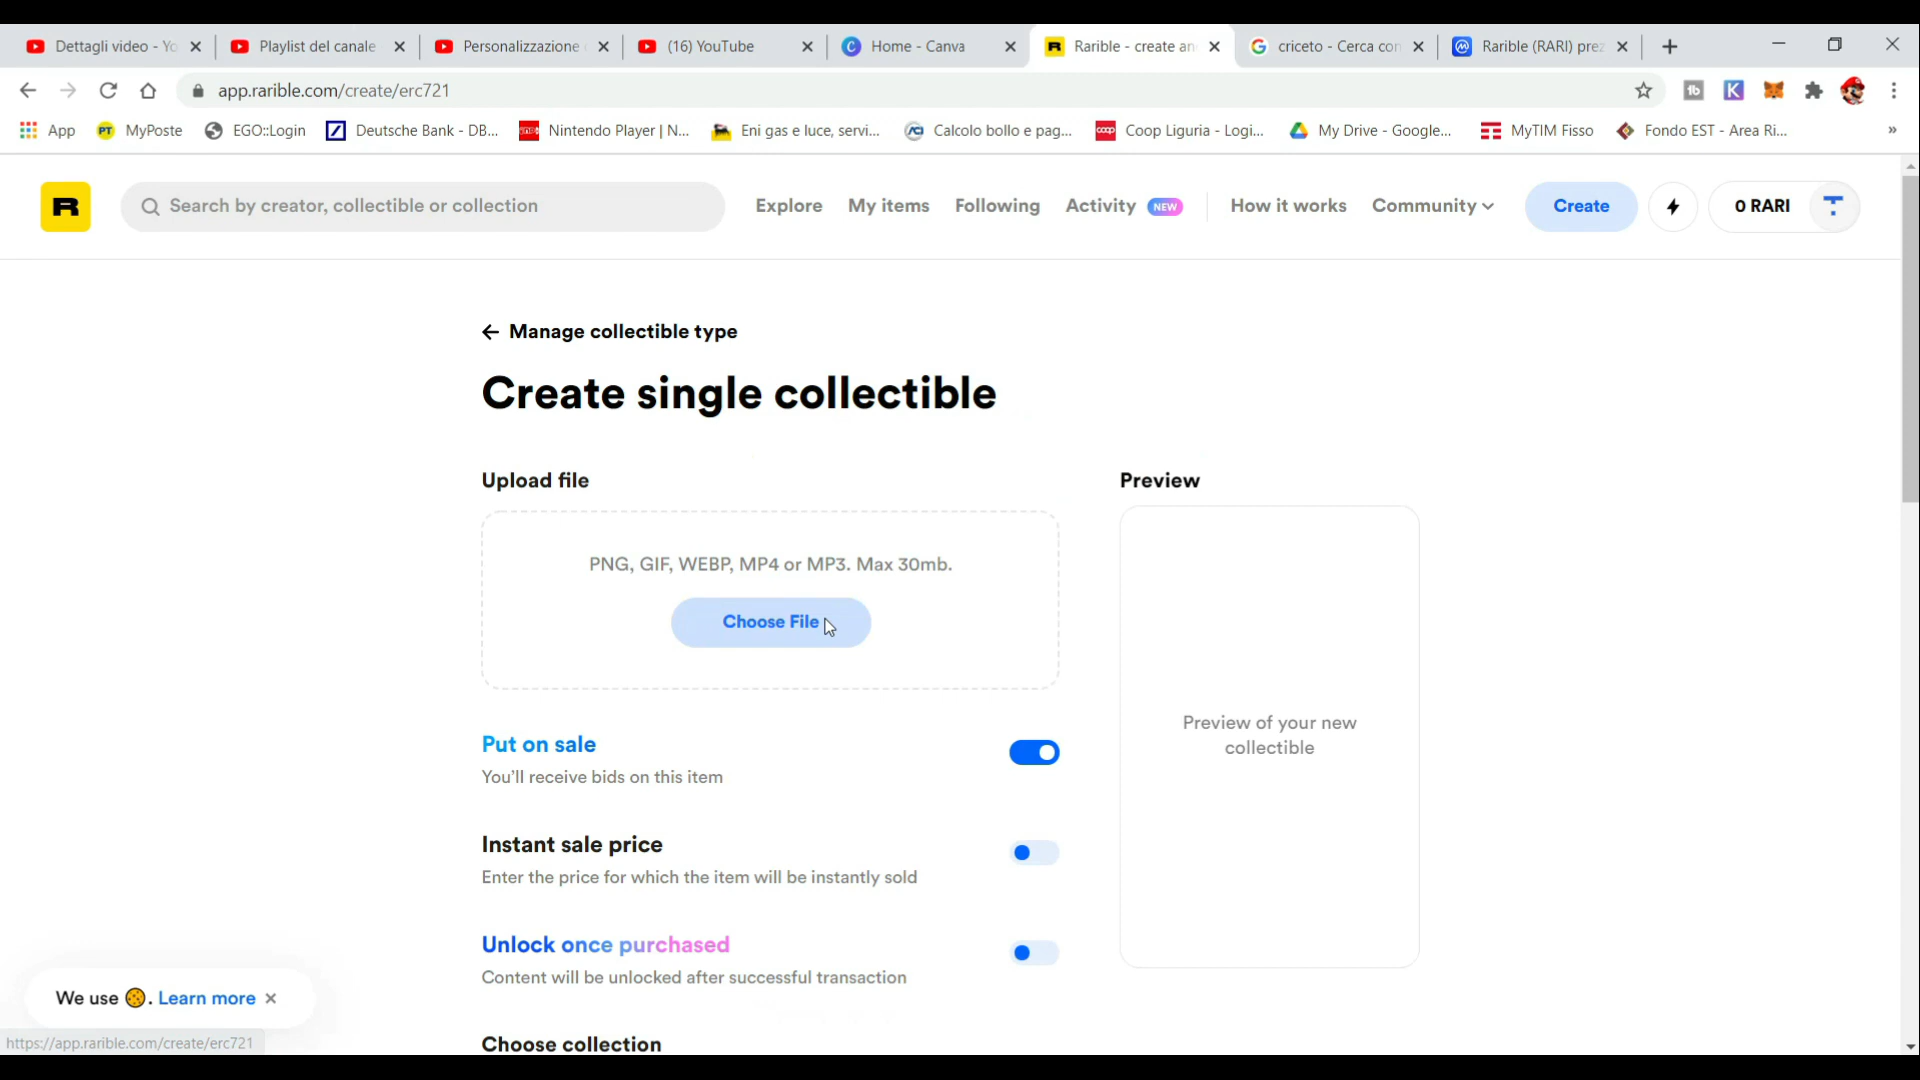 Dettagli video - Yo
Playlist del canale
Personalizzazione
(16) YouTube
Home - Canva
Rarible - create an
criceto - Cerca con
Rarible (RARI) prez
app.rarible.com/create/erc721
App
MyPoste
EGO::Login
Deutsche Bank - DB...
Nintendo Player | N...
Eni gas e luce, servi...
Calcolo bollo e pag...
Coop Liguria - Logi...
My Drive - Google...
MyTIM Fisso
Fondo EST - Area Ri...
»
R
Search by creator, collectible or collection
Explore
My items
Following
Activity NEW
How it works
Community
Create
0 RARI
← Manage collectible type
Create single collectible
Upload file
PNG, GIF, WEBP, MP4 or MP3. Max 30mb.
Choose File
Preview
Preview of your new
collectible
Put on sale
You'll receive bids on this item
Instant sale price
Enter the price for which the item will be instantly sold
Unlock once purchased
Content will be unlocked after successful transaction
Choose collection
We use 🍪. Learn more ×
https://app.rarible.com/create/erc721